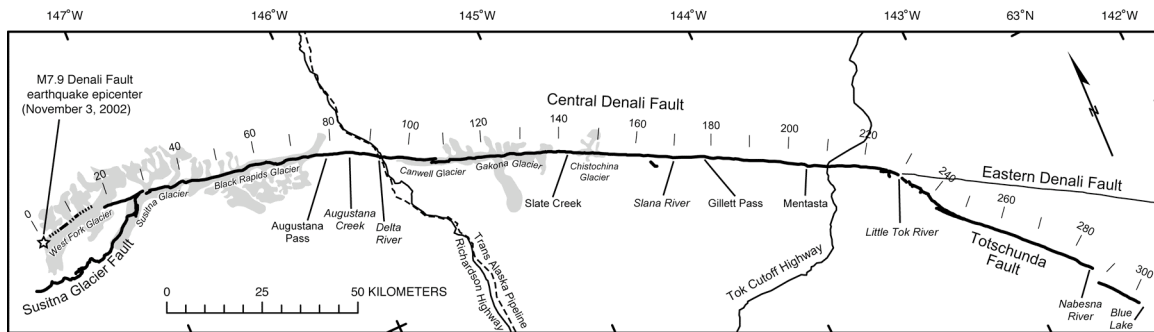 147°W
146°W
145°W
144°W
143°W
63°N
142°W
M7.9 Denali Fault
earthquake epicenter
(November 3, 2002)
Central Denali Fault
0
20
40
60
80
100
120
140
160
180
200
220
240
260
280
300
West Fork Glacier
Susitna Glacier
Black Rapids Glacier
Canwell Glacier
Gakona Glacier
Chistochina
Glacier
Eastern Denali Fault
Augustana
Pass
Augustana
Creek
Delta
River
Slate Creek
Slana River
Gillett Pass
Mentasta
Little Tok River
Totschunda
Fault
Susitna Glacier Fault
Trans Alaska Pipeline
Richardson Highway
Tok Cutoff Highway
Nabesna
River
Blue
Lake
0 25 50 KILOMETERS
N